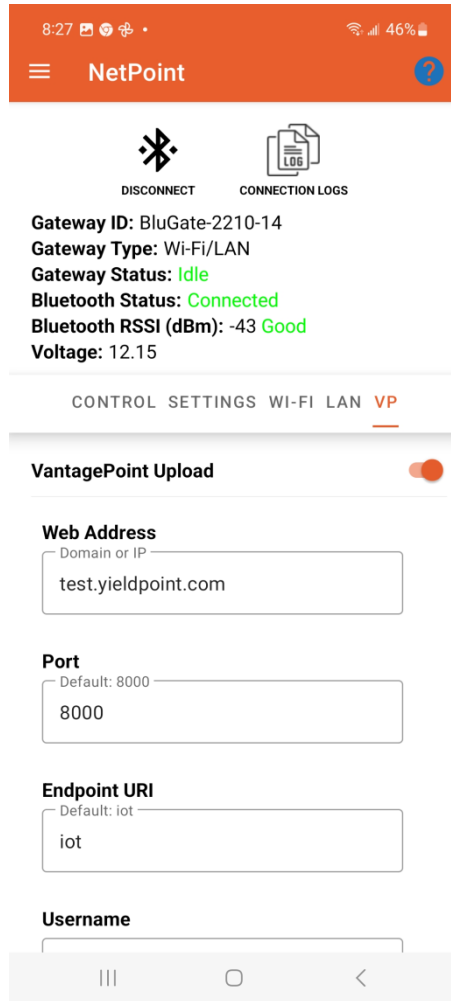 8:27 46%
NetPoint ?
LOG
DISCONNECT CONNECTION LOGS
Gateway ID: BluGate-2210-14
Gateway Type: Wi-Fi/LAN
Gateway Status: Idle
Bluetooth Status: Connected
Bluetooth RSSI (dBm): -43 Good
Voltage: 12.15
CONTROL SETTINGS WI-FI LAN VP
VantagePoint Upload
Web Address
Domain or IP
test.yieldpoint.com
Port
Default: 8000
8000
Endpoint URI
Default: iot
iot
Username